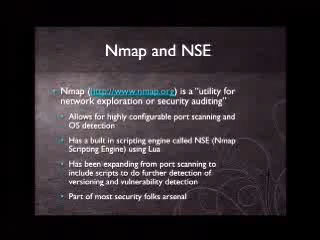 Nmap and NSE
Nmap (http://www.nmap.org) is a "utility for
network exploration or security auditing"
Allows for highly configurable port scanning and
OS detection
Has a built in scripting engine called NSE (Nmap
Scripting Engine) using Lua
Has been expanding from port scanning to
include scripts to do further detection of
versioning and vulnerability detection
Part of most security folks arsenal